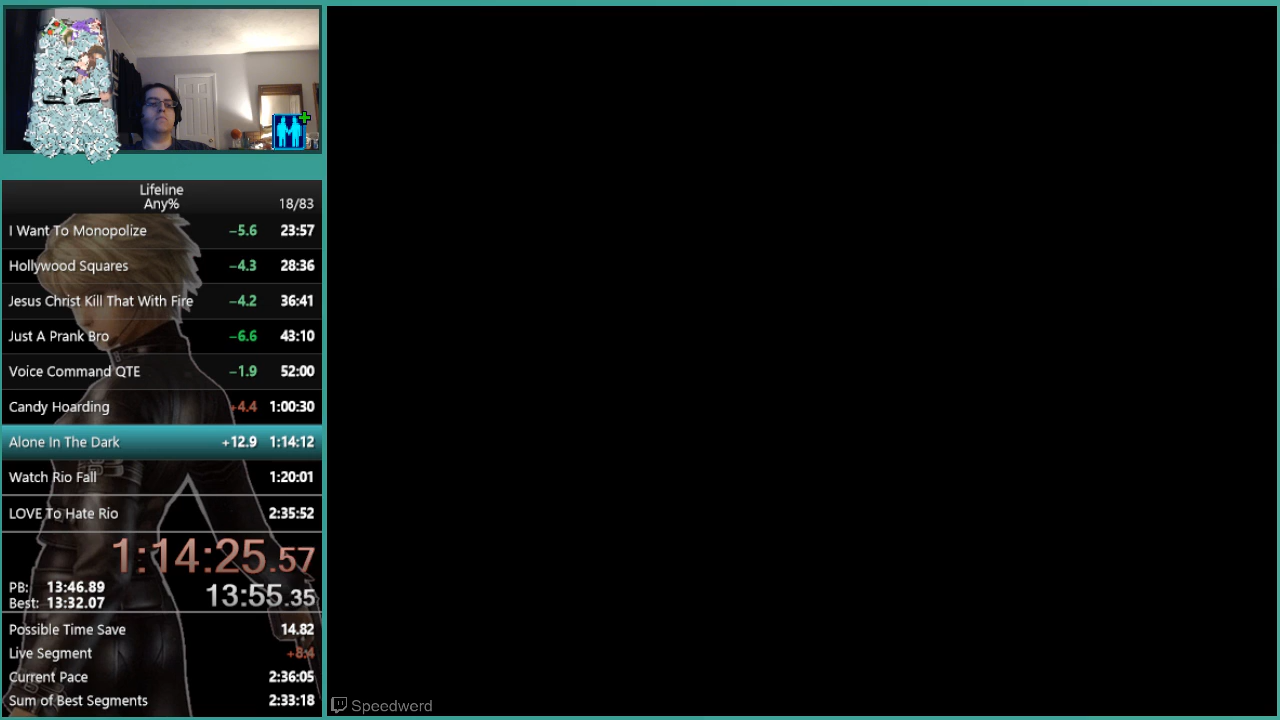 Lifeline
Any%
18/83
I Want To Monopolize -5.6 23:57
Hollywood Squares -4.3 28:36
Jesus Christ Kill That With Fire -4.2 36:41
Just A Prank Bro -6.6 43:10
Voice Command QTE -1.9 52:00
Candy Hoarding +4.4 1:00:30
Alone In The Dark +12.9 1:14:12
Watch Rio Fall 1:20:01
LOVE To Hate Rio 2:35:52
1:14:25.57
PB: 13:46.89
Best: 13:32.07
13:55.35
Possible Time Save 14.82
Live Segment +8.4
Current Pace 2:36:05
Sum of Best Segments 2:33:18
Speedwerd